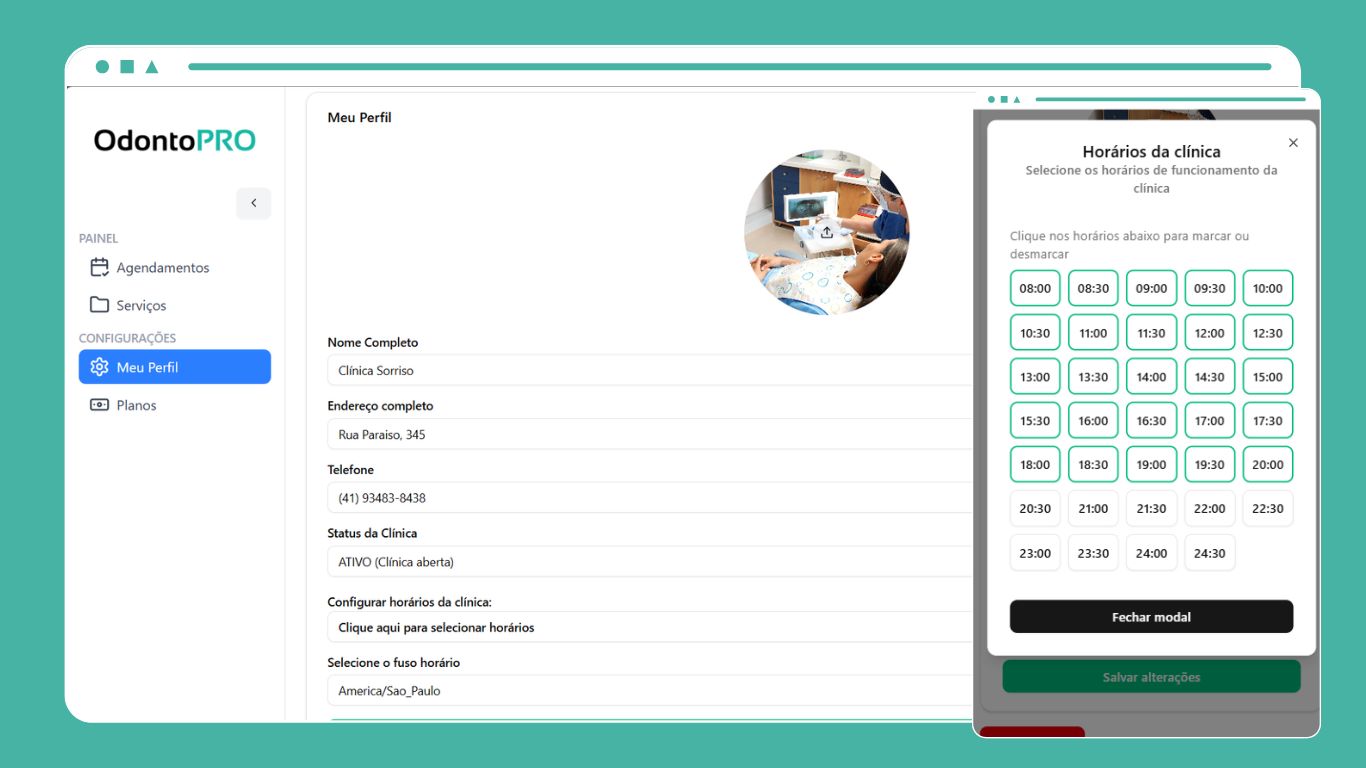 OdontoPRO
PAINEL
Agendamentos
Serviços
CONFIGURAÇÕES
Meu Perfil
Planos
Meu Perfil
Nome Completo
Clínica Sorriso
Endereço completo
Rua Paraiso, 345
Telefone
(41) 93483-8438
Status da Clínica
ATIVO (Clínica aberta)
Configurar horários da clínica:
Clique aqui para selecionar horários
Selecione o fuso horário
America/Sao_Paulo
Horários da clínica
Selecione os horários de funcionamento da
clínica
Clique nos horários abaixo para marcar ou
desmarcar
08:00 08:30 09:00 09:30 10:00
10:30 11:00 11:30 12:00 12:30
13:00 13:30 14:00 14:30 15:00
15:30 16:00 16:30 17:00 17:30
18:00 18:30 19:00 19:30 20:00
20:30 21:00 21:30 22:00 22:30
23:00 23:30 24:00 24:30
Fechar modal
Salvar alterações